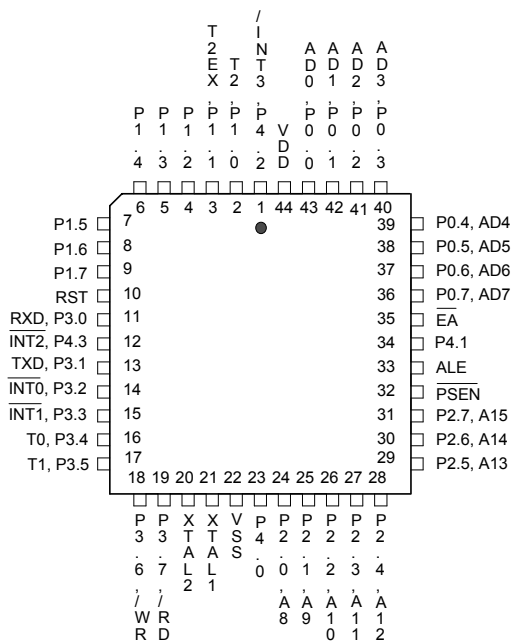 P1.4
P1.3
P1.2
T2EX, P1.1
T2, P1.0
/INT3, P4.2
VDD
AD0, P0.0
AD1, P0.1
AD2, P0.2
AD3, P0.3
6 5 4 3 2 1 44 43 42 41 40
P1.5 7
P1.6 8
P1.7 9
RST 10
RXD, P3.0 11
INT2, P4.3 12
TXD, P3.1 13
INT0, P3.2 14
INT1, P3.3 15
T0, P3.4 16
T1, P3.5 17
39 P0.4, AD4
38 P0.5, AD5
37 P0.6, AD6
36 P0.7, AD7
35 EA
34 P4.1
33 ALE
32 PSEN
31 P2.7, A15
30 P2.6, A14
29 P2.5, A13
18 19 20 21 22 23 24 25 26 27 28
P3.6, /WR
P3.7, /RD
XTAL2
XTAL1
VSS
P4.0
P2.0, A8
P2.1, A9
P2.2, A10
P2.3, A11
P2.4, A12